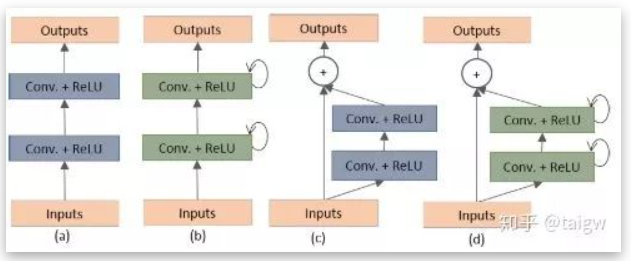 Outputs Outputs Outputs Outputs
+ +
Conv. + ReLU Conv. + ReLU
Conv. + ReLU Conv. + ReLU
Conv. + ReLU Conv. + ReLU
Conv. + ReLU Conv. + ReLU
Inputs Inputs Inputs Inputs
知乎 @taigw
(a) (b) (c) (d)